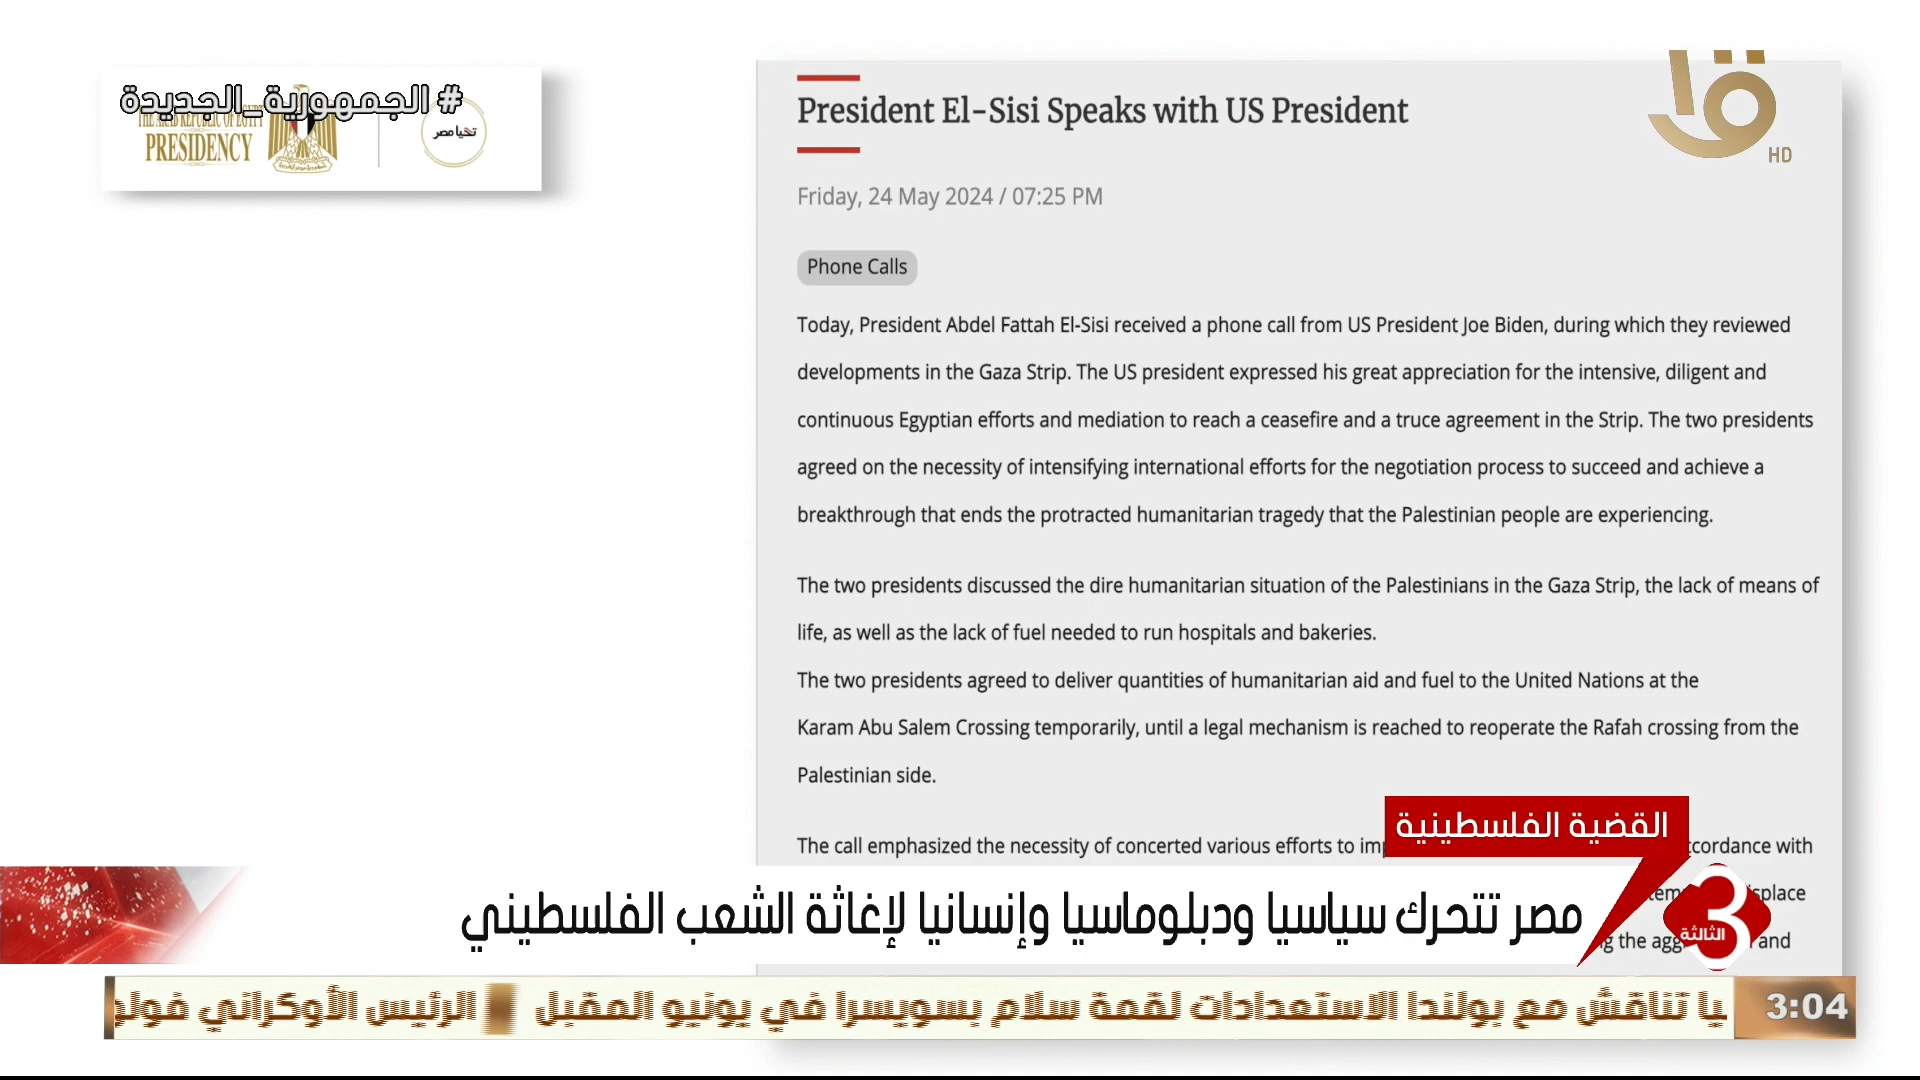 #الجمهورية_الجديدة
THE ARAB REPUBLIC OF EGYPT
PRESIDENCY
تحيا مصر
President El-Sisi Speaks with US President
HD
Friday, 24 May 2024 / 07:25 PM
Phone Calls
Today, President Abdel Fattah El-Sisi received a phone call from US President Joe Biden, during which they reviewed
developments in the Gaza Strip. The US president expressed his great appreciation for the intensive, diligent and
continuous Egyptian efforts and mediation to reach a ceasefire and a truce agreement in the Strip. The two presidents
agreed on the necessity of intensifying international efforts for the negotiation process to succeed and achieve a
breakthrough that ends the protracted humanitarian tragedy that the Palestinian people are experiencing.
The two presidents discussed the dire humanitarian situation of the Palestinians in the Gaza Strip, the lack of means of
life, as well as the lack of fuel needed to run hospitals and bakeries.
The two presidents agreed to deliver quantities of humanitarian aid and fuel to the United Nations at the
Karam Abu Salem Crossing temporarily, until a legal mechanism is reached to reoperate the Rafah crossing from the
Palestinian side.
القضية الفلسطينية
The call emphasized the necessity of concerted various efforts to with
the and
مصر تتحرك سياسيا ودبلوماسيا وإنسانيا لإغاثة الشعب الفلسطيني
3
الثالثة
يا تناقش مع بولندا الاستعدادات لقمة سلام بسويسرا في يونيو المقبل الرئيس الأوكراني
3:04